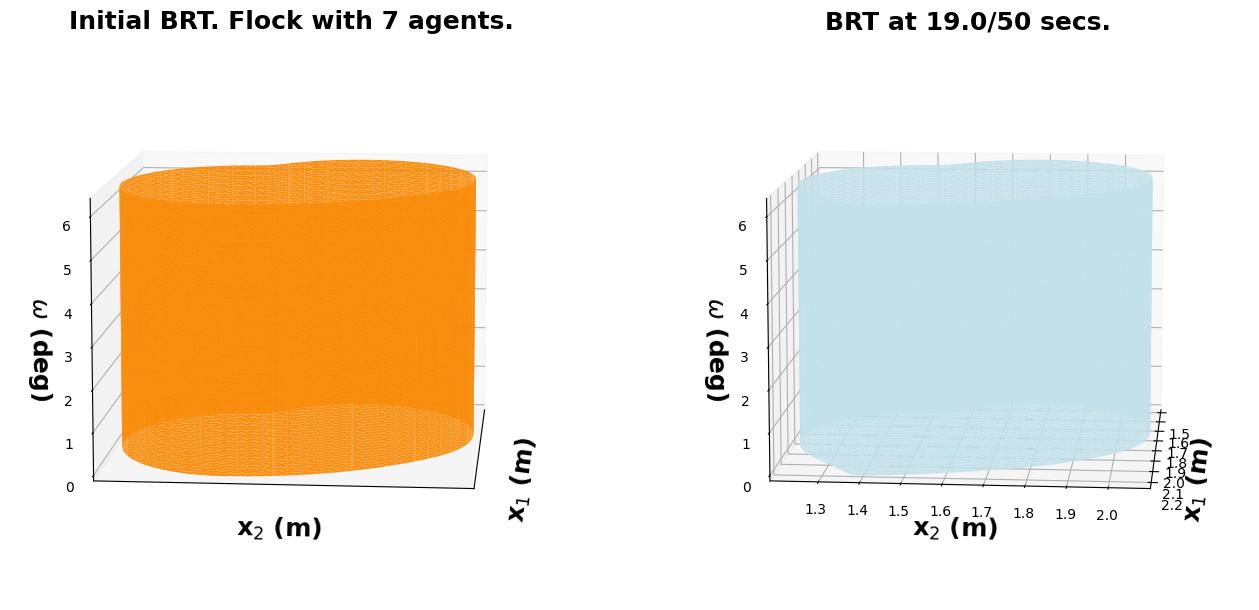 Initial BRT. Flock with 7 agents.
6
5
4
3
2
1
0
ω (deg)
x₂ (m)
x₁ (m)
BRT at 19.0/50 secs.
6
5
4
3
2
1
0
ω (deg)
1.3 1.4 1.5 1.6 1.7 1.8 1.9 2.0
x₂ (m)
1.5
1.6
1.7
1.8
1.9
2.0
2.1
2.2
x₁ (m)